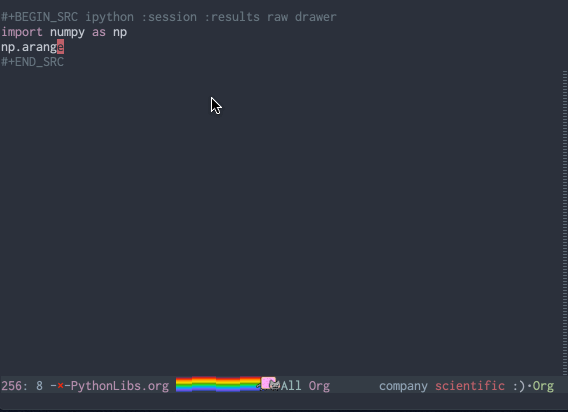 #+BEGIN_SRC ipython :session :results raw drawer
import numpy as np
np.arange
#+END_SRC
256: 8 -×-PythonLibs.org All Org company scientific :)·Org